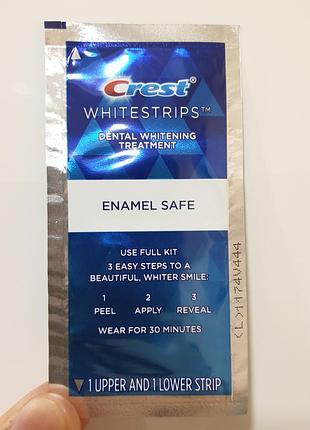 Crest
WHITESTRIPS™
DENTAL WHITENING
TREATMENT
ENAMEL SAFE
USE FULL KIT
3 EASY STEPS TO A
BEAUTIFUL, WHITER SMILE:
1 2 3
PEEL APPLY REVEAL
WEAR FOR 30 MINUTES
1 UPPER AND 1 LOWER STRIP
(L)1174V444